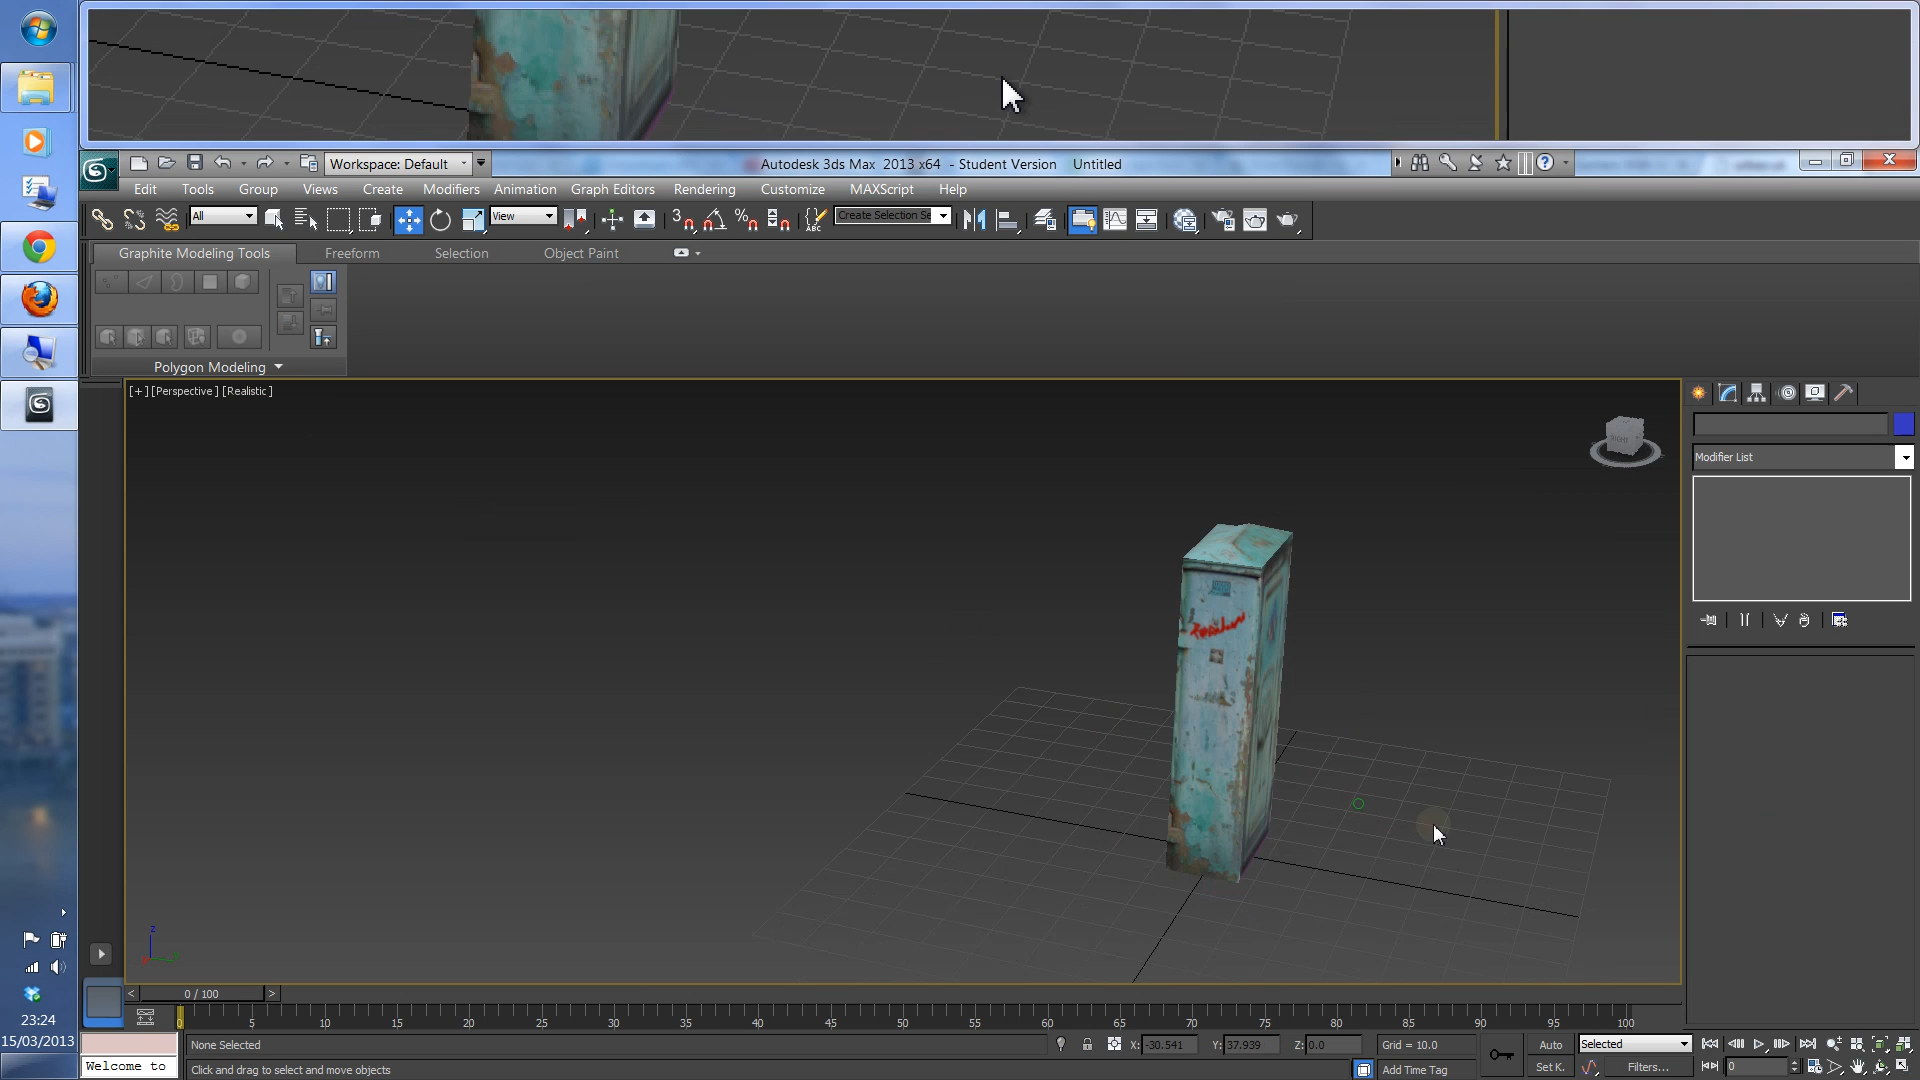 Workspace: Default
Autodesk 3ds Max 2013 x64 - Student Version Untitled
Edit Tools Group Views Create Modifiers Animation Graph Editors Rendering Customize MAXScript Help
All
View
3
%
ABC
Create Selection Se
Graphite Modeling Tools Freeform Selection Object Paint
Polygon Modeling
[+] [Perspective] [Realistic]
RIGHT
Modifier List
z
< 0 / 100 >
0 5 10 15 20 25 30 35 40 45 50 55 60 65 70 75 80 85 90 95 100
23:24
15/03/2013
None Selected
X: -30.541 Y: 37.939 Z: 0.0 Grid = 10.0
Auto Selected
Welcome to
Click and drag to select and move objects
Add Time Tag
Set K. Filters...
0